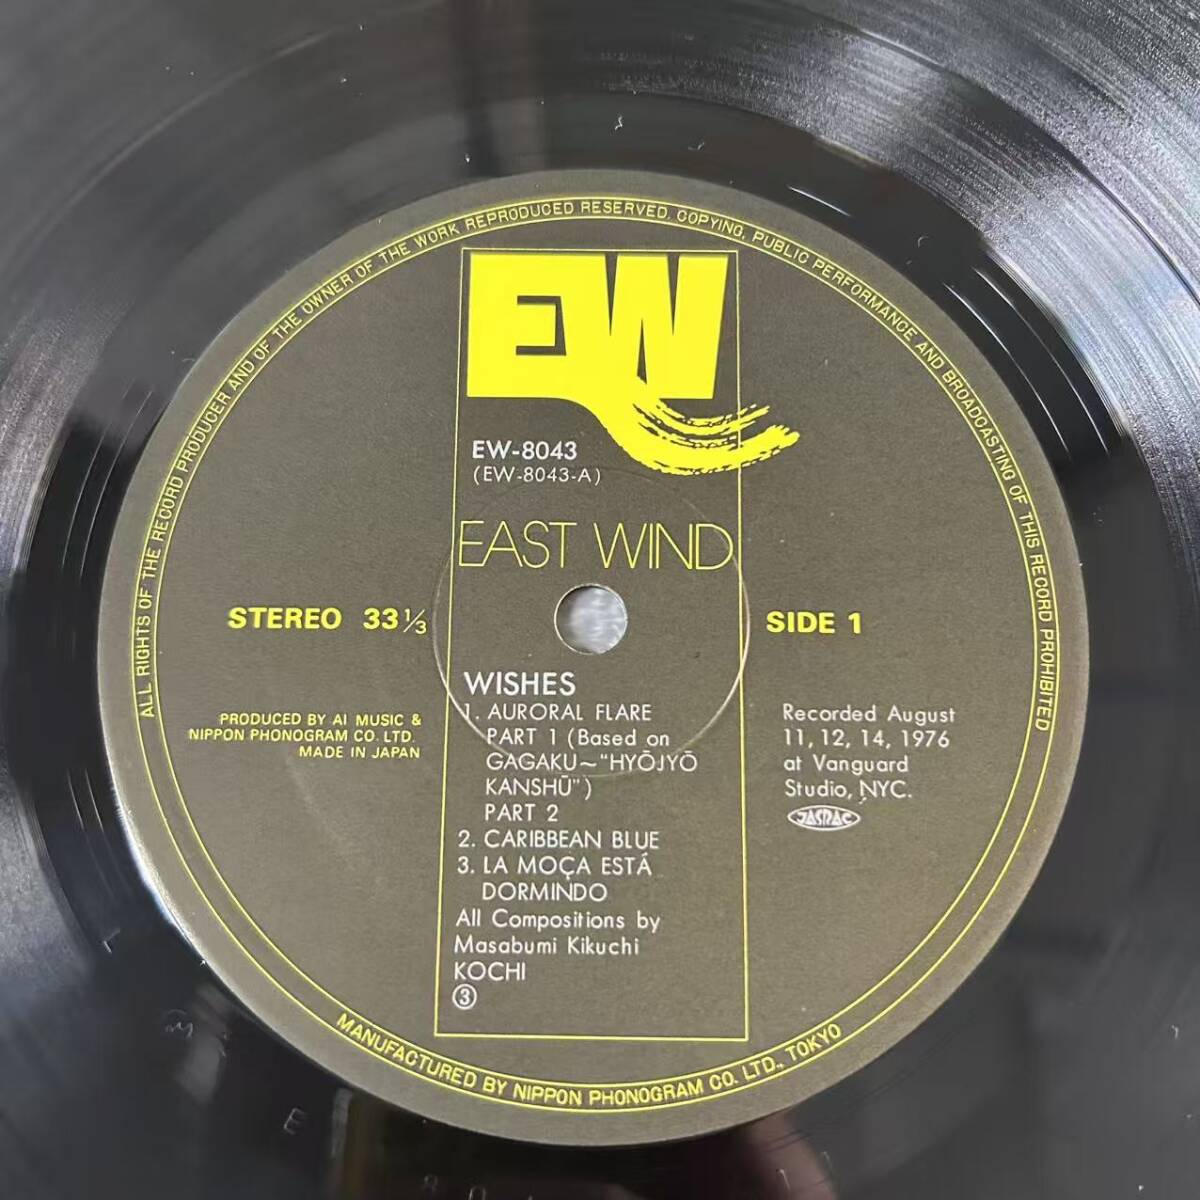 ALL RIGHTS OF THE RECORD PRODUCER AND OF THE OWNER OF THE WORK REPRODUCED RESERVED. COPYING, PUBLIC PERFORMANCE AND BROADCASTING OF THIS RECORD PROHIBITED
EW
EW-8043
(EW-8043-A)
EAST WIND
STEREO 33 1/3
SIDE 1
PRODUCED BY AI MUSIC &
NIPPON PHONOGRAM CO. LTD.
MADE IN JAPAN
WISHES
1. AURORAL FLARE
PART 1 (Based on
GAGAKU~"HYŌJYŌ
KANSHŪ")
PART 2
2. CARIBBEAN BLUE
3. LA MOÇA ESTÁ
DORMINDO
All Compositions by
Masabumi Kikuchi
KOCHI
③
Recorded August
11, 12, 14, 1976
at Vanguard
Studio, NYC.
JASRAC
MANUFACTURED BY NIPPON PHONOGRAM CO. LTD., TOKYO